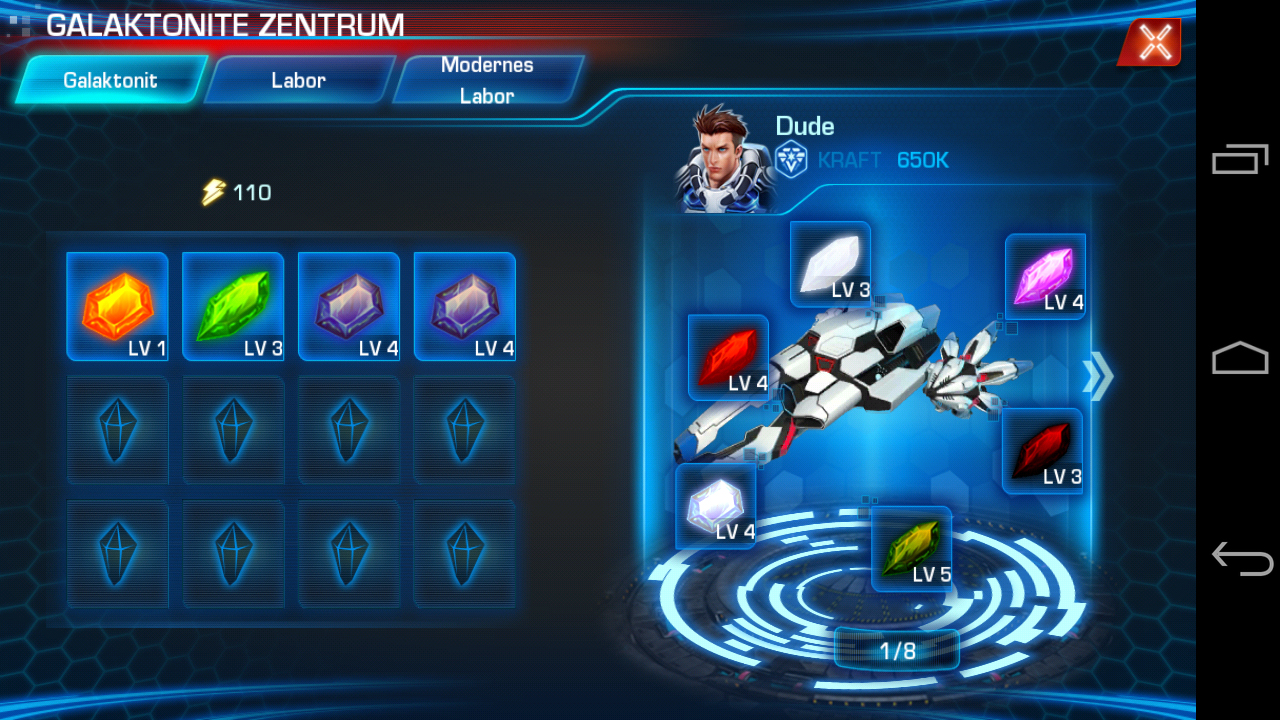 GALAKTONITE ZENTRUM
Galaktonit
Labor
Modernes
Labor
Dude
KRAFT 650K
110
LV 1
LV 3
LV 4
LV 4
LV 3
LV 4
LV 4
LV 3
LV 4
LV 5
1/8